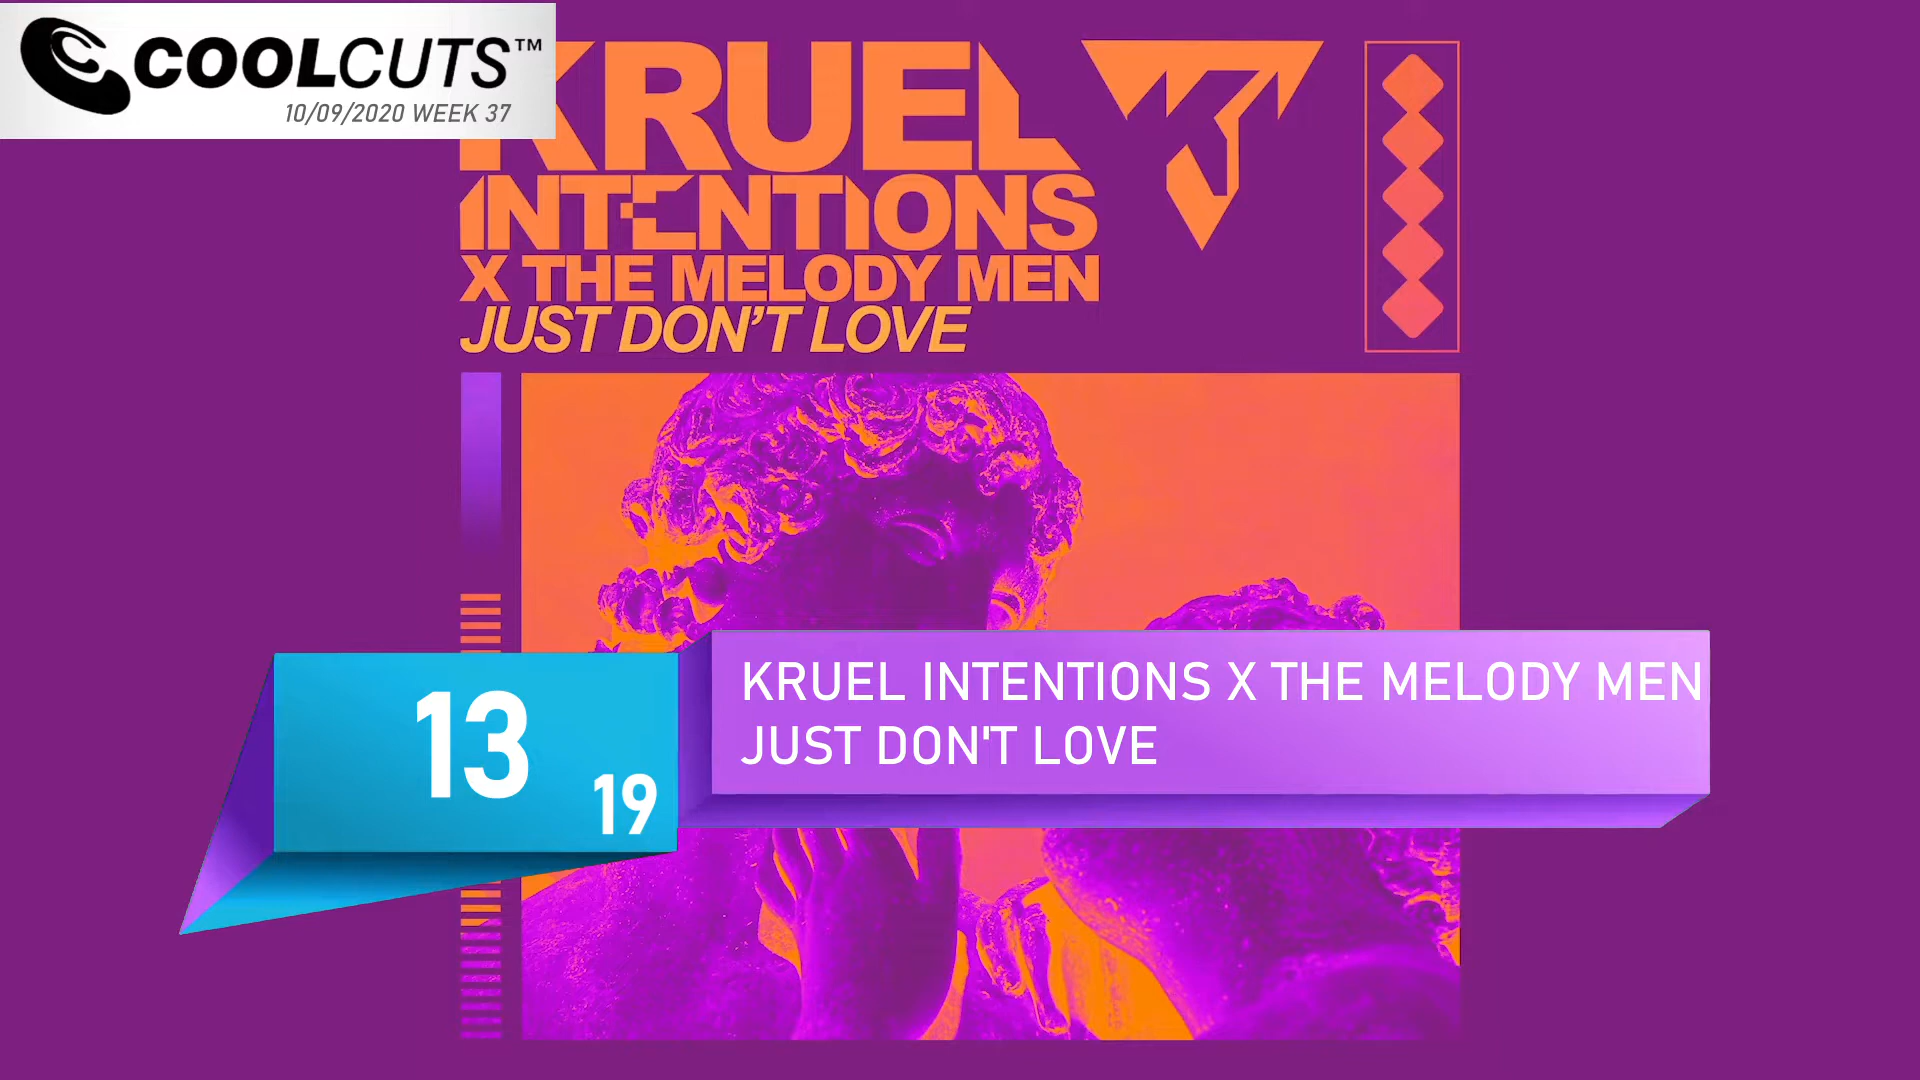 COOLCUTS™
10/09/2020 WEEK 37
KRUEL
INTENTIONS
X THE MELODY MEN
JUST DON'T LOVE
13
19
KRUEL INTENTIONS X THE MELODY MEN
JUST DON'T LOVE